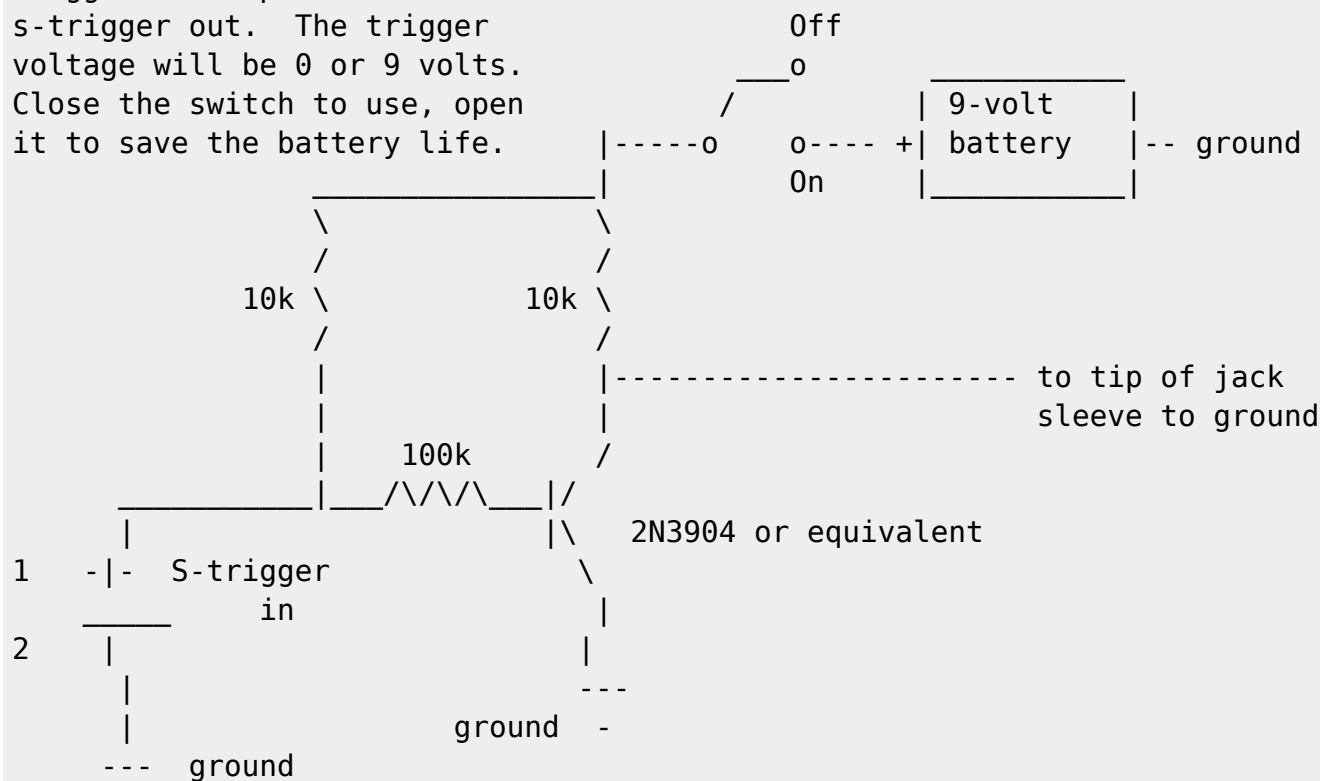 s-trigger out. The trigger Off
voltage will be 0 or 9 volts.
Close the switch to use, open 9-volt
it to save the battery life. + battery ground
On
10k 10k
to tip of jack
sleeve to ground
100k
2N3904 or equivalent
1 S-trigger
in
2
ground
ground